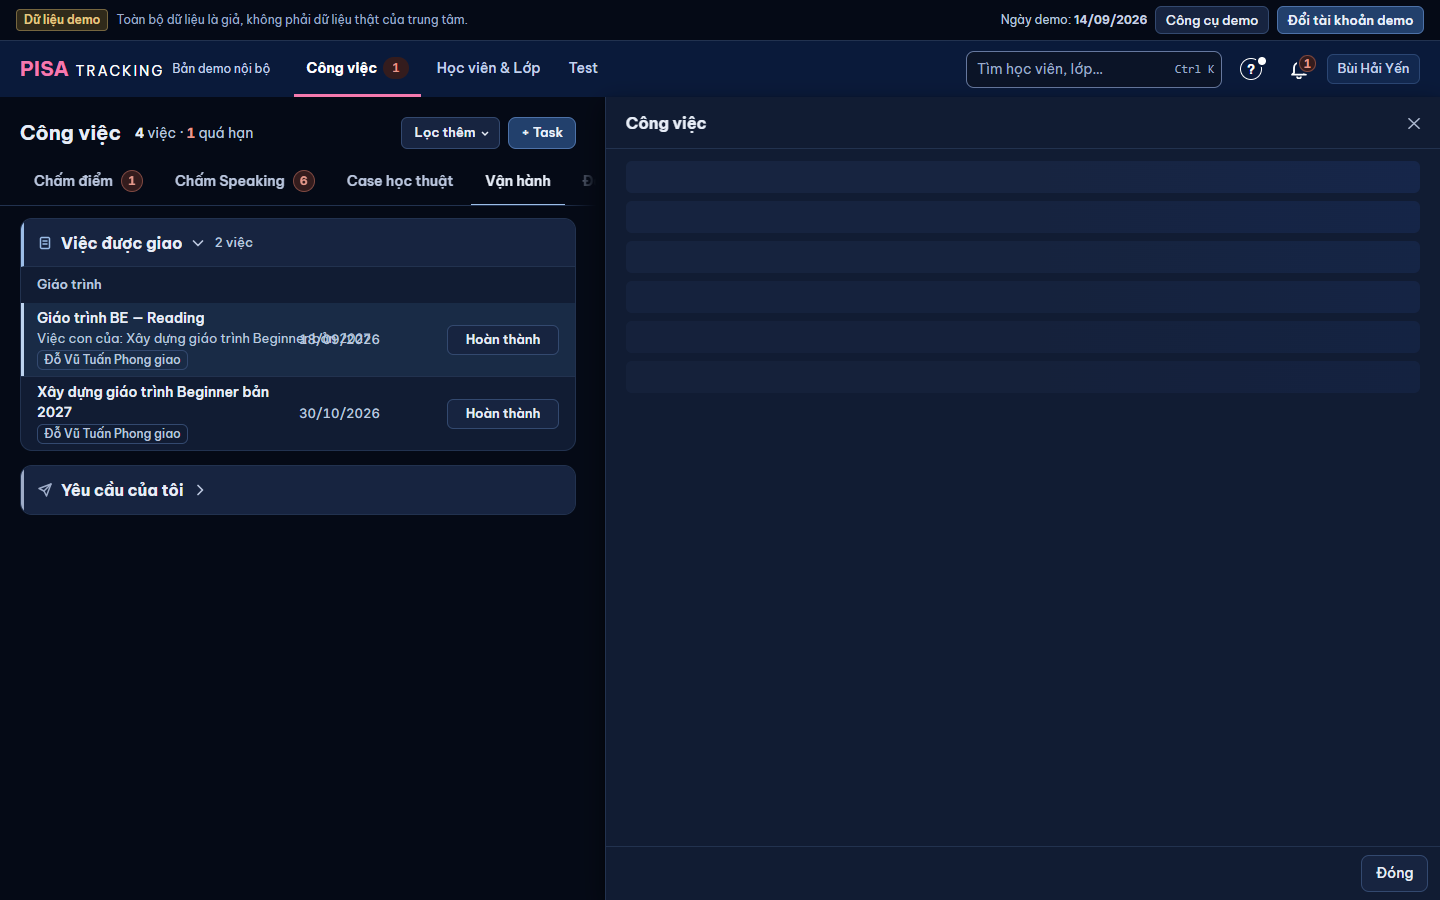 Dữ liệu demo Toàn bộ dữ liệu là giả, không phải dữ liệu thật của trung tâm. Ngày demo: 14/09/2026 Công cụ demo Đổi tài khoản demo
PISA TRACKING Bản demo nội bộ Công việc 1 Học viên & Lớp Test Tìm học viên, lớp... Ctrl K ? 1 Bùi Hải Yến
Công việc 4 việc · 1 quá hạn Lọc thêm + Task
Chấm điểm 1 Chấm Speaking 6 Case học thuật Vận hành
Việc được giao 2 việc
Giáo trình
Giáo trình BE – Reading
Việc con của: Xây dựng giáo trình Beginner bản 2027 18/09/2026 Hoàn thành
Đỗ Vũ Tuấn Phong giao
Xây dựng giáo trình Beginner bản
2027
30/10/2026 Hoàn thành
Đỗ Vũ Tuấn Phong giao
Yêu cầu của tôi
Công việc
Đóng